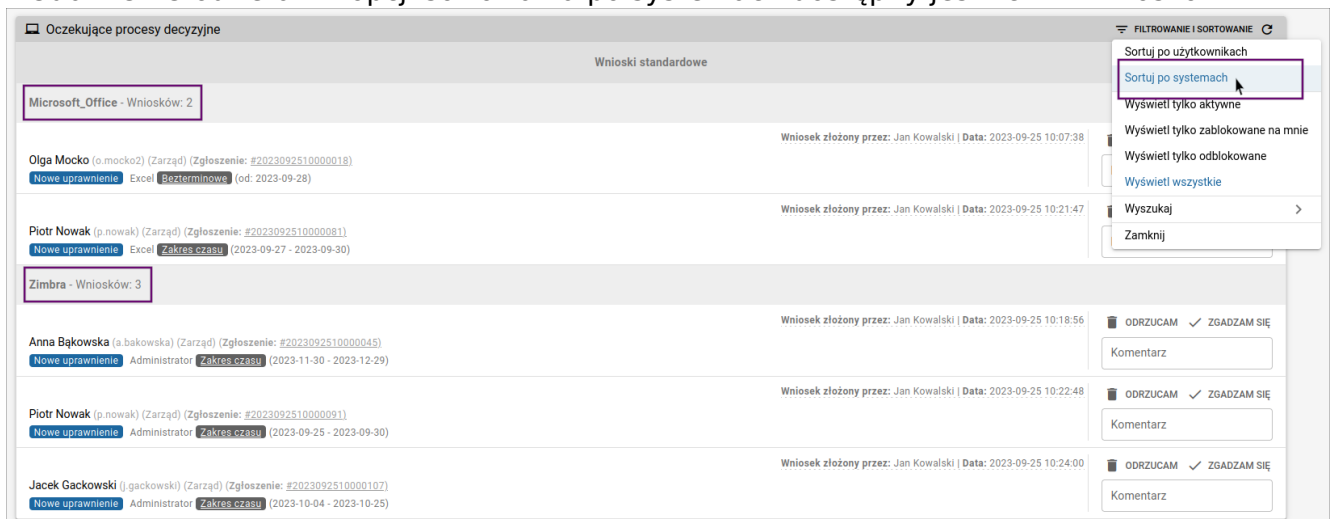 Oczekujące procesy decyzyjne
FILTROWANIE I SORTOWANIE
Wnioski standardowe
Sortuj po użytkownikach
Sortuj po systemach
Wyświetl tylko aktywne
Wyświetl tylko zablokowane na mnie
Wyświetl tylko odblokowane
Wyświetl wszystkie
Wyszukaj
Zamknij
Microsoft_Office - Wniosków: 2
Wniosek złożony przez: Jan Kowalski | Data: 2023-09-25 10:07:38
Olga Mocko (o.mocko2) (Zarząd) (Zgłoszenie: #2023092510000018)
Nowe uprawnienie Excel Bezterminowe (od: 2023-09-28)
Wniosek złożony przez: Jan Kowalski | Data: 2023-09-25 10:21:47
Piotr Nowak (p.nowak) (Zarząd) (Zgłoszenie: #2023092510000081)
Nowe uprawnienie Excel Zakres czasu (2023-09-27 - 2023-09-30)
Zimbra - Wniosków: 3
Wniosek złożony przez: Jan Kowalski | Data: 2023-09-25 10:18:56
ODRZUCAM ZGADZAM SIĘ
Anna Bąkowska (a.bakowska) (Zarząd) (Zgłoszenie: #2023092510000045)
Komentarz
Nowe uprawnienie Administrator Zakres czasu (2023-11-30 - 2023-12-29)
Wniosek złożony przez: Jan Kowalski | Data: 2023-09-25 10:22:48
ODRZUCAM ZGADZAM SIĘ
Piotr Nowak (p.nowak) (Zarząd) (Zgłoszenie: #2023092510000091)
Komentarz
Nowe uprawnienie Administrator Zakres czasu (2023-09-25 - 2023-09-30)
Wniosek złożony przez: Jan Kowalski | Data: 2023-09-25 10:24:00
ODRZUCAM ZGADZAM SIĘ
Jacek Gackowski (j.gackowski) (Zarząd) (Zgłoszenie: #2023092510000107)
Komentarz
Nowe uprawnienie Administrator Zakres czasu (2023-10-04 - 2023-10-25)